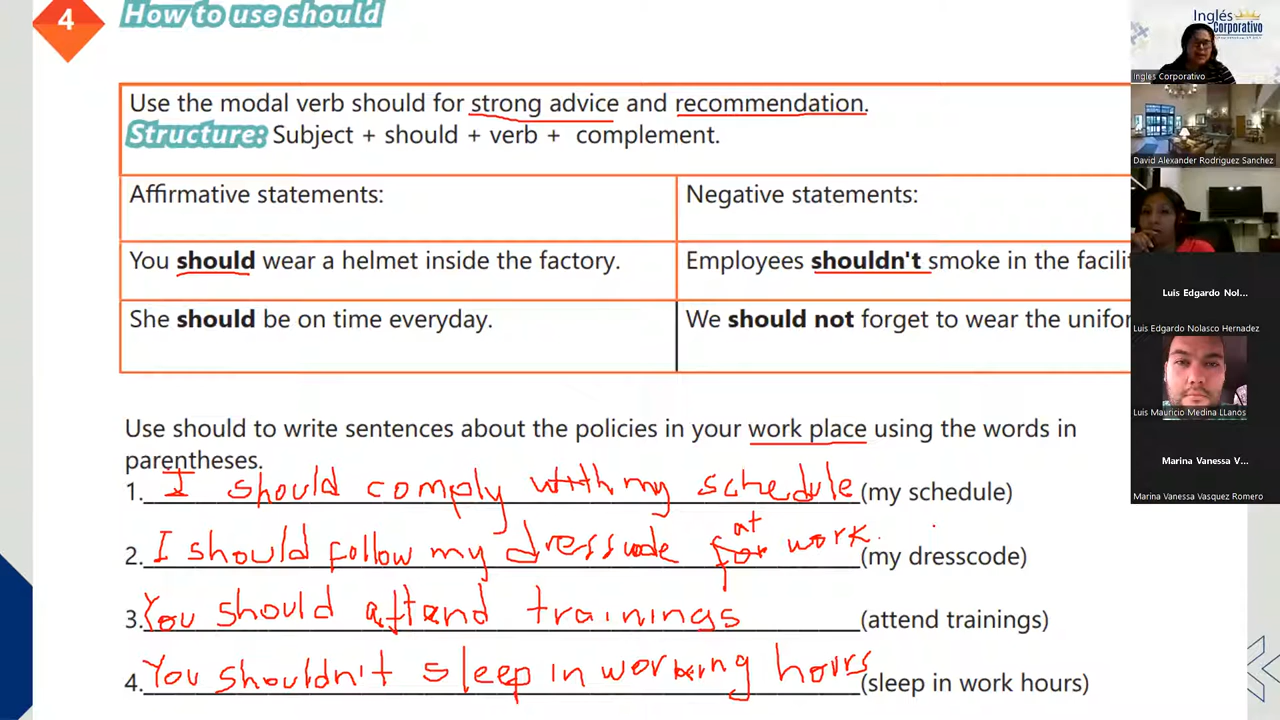 4 How to use should
Inglés
Corporativo
Use the modal verb should for strong advice and recommendation.
Structure: Subject + should + verb + complement.
Affirmative statements:
Negative statements:
You should wear a helmet inside the factory.
Employees shouldn't smoke in the facilit
She should be on time everyday.
We should not forget to wear the unifor
Use should to write sentences about the policies in your work place using the words in
parentheses.
1. I should comply with my schedule (my schedule)
2. I should follow my dresscode for at work. (my dresscode)
3. You should attend trainings (attend trainings)
4. You shouldn't sleep in working hours (sleep in work hours)
Ingles Corporativo
David Alexander Rodriguez Sanchez
Luis Edgardo Nol...
Luis Edgardo Nolasco Hernadez
Luis Mauricio Medina LLanos
Marina Vanessa V...
Marina Vanessa Vasquez Romero